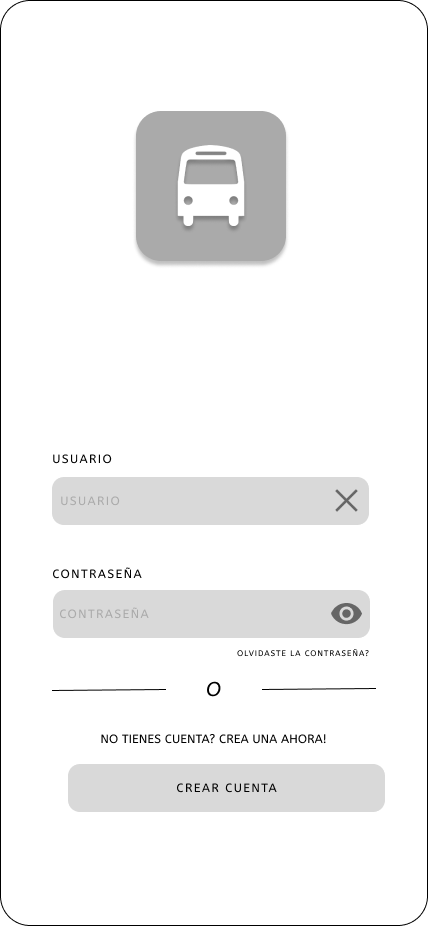 USUARIO
USUARIO
CONTRASEÑA
CONTRASEÑA
OLVIDASTE LA CONTRASEÑA?
O
NO TIENES CUENTA? CREA UNA AHORA!
CREAR CUENTA